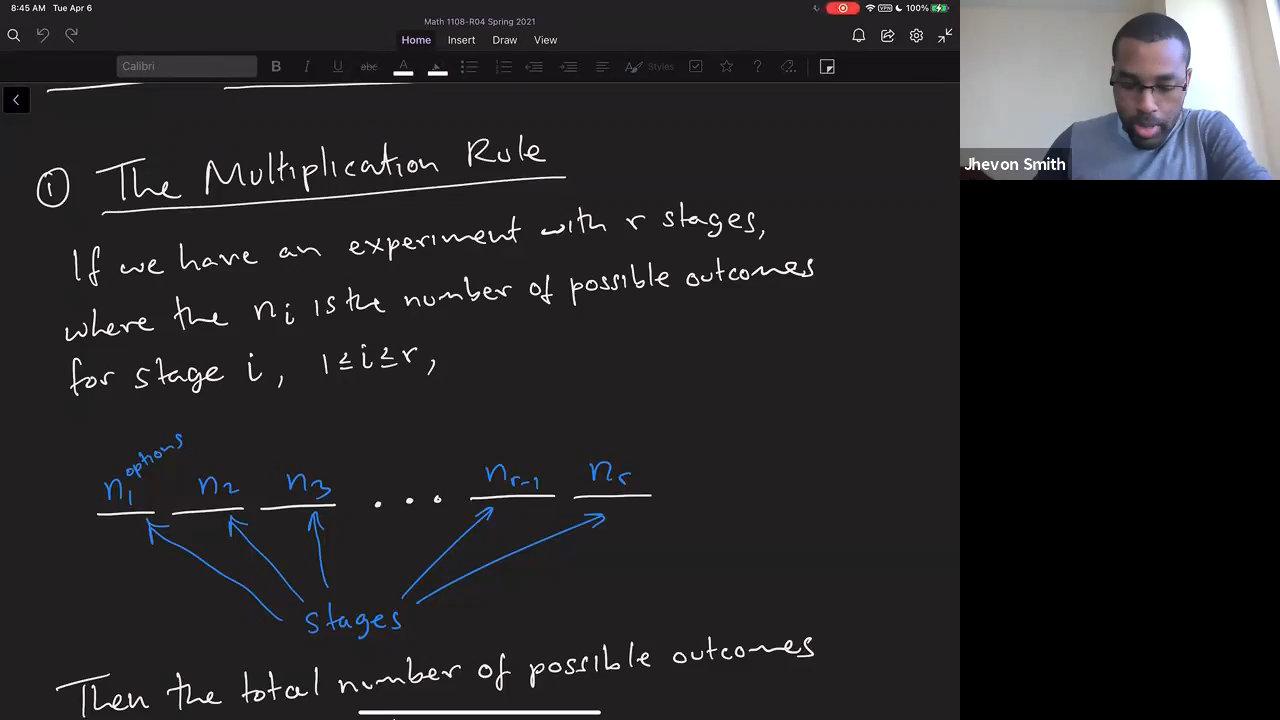 8:45 AM Tue Apr 6
VPN 100%
Math 1108-R04 Spring 2021
Home Insert Draw View
Calibri B I U abc A Styles ?
① The Multiplication Rule
If we have an experiment with r stages,
where the nᵢ is the number of possible outcomes
for stage i, 1 ≤ i ≤ r,
n₁ options n₂ n₃ ... nᵣ₋₁ nᵣ
stages
Then the total number of possible outcomes
Jhevon Smith